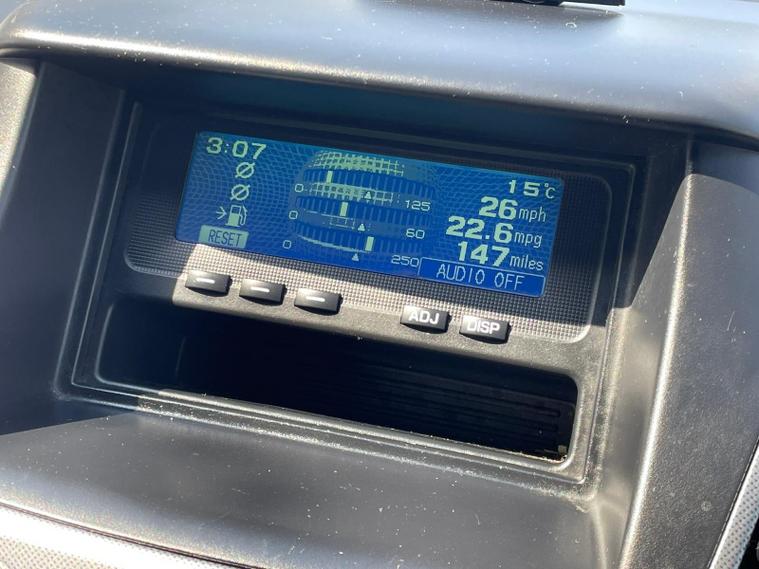 3:07
15°C
Ø
26mph
0
125
Ø
22.6mpg
0
60
147miles
RESET
0
250
AUDIO OFF
ADJ
DISP